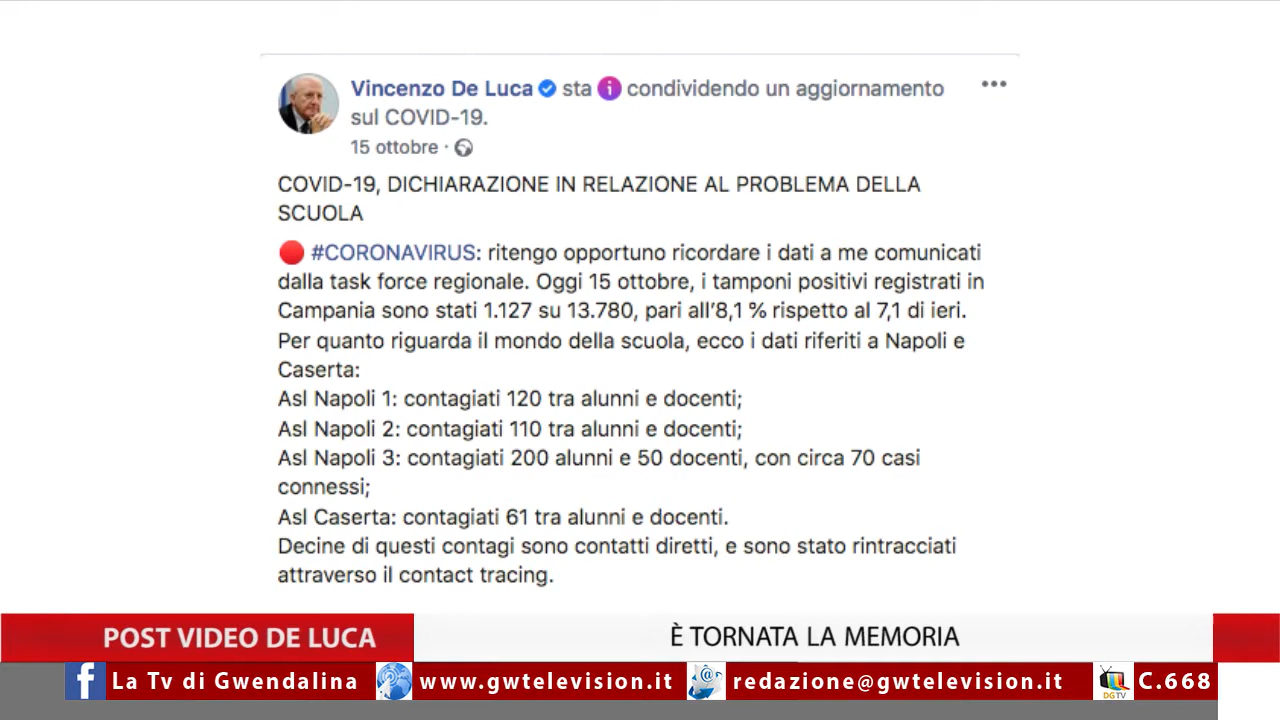 Vincenzo De Luca sta condividendo un aggiornamento
sul COVID-19.
15 ottobre ·
COVID-19, DICHIARAZIONE IN RELAZIONE AL PROBLEMA DELLA
SCUOLA
#CORONAVIRUS: ritengo opportuno ricordare i dati a me comunicati
dalla task force regionale. Oggi 15 ottobre, i tamponi positivi registrati in
Campania sono stati 1.127 su 13.780, pari all'8,1 % rispetto al 7,1 di ieri.
Per quanto riguarda il mondo della scuola, ecco i dati riferiti a Napoli e
Caserta:
Asl Napoli 1: contagiati 120 tra alunni e docenti;
Asl Napoli 2: contagiati 110 tra alunni e docenti;
Asl Napoli 3: contagiati 200 alunni e 50 docenti, con circa 70 casi
connessi;
Asl Caserta: contagiati 61 tra alunni e docenti.
Decine di questi contagi sono contatti diretti, e sono stato rintracciati
attraverso il contact tracing.
POST VIDEO DE LUCA
È TORNATA LA MEMORIA
La Tv di Gwendalina
www.gwtelevision.it
redazione@gwtelevision.it
DGTV
C.668